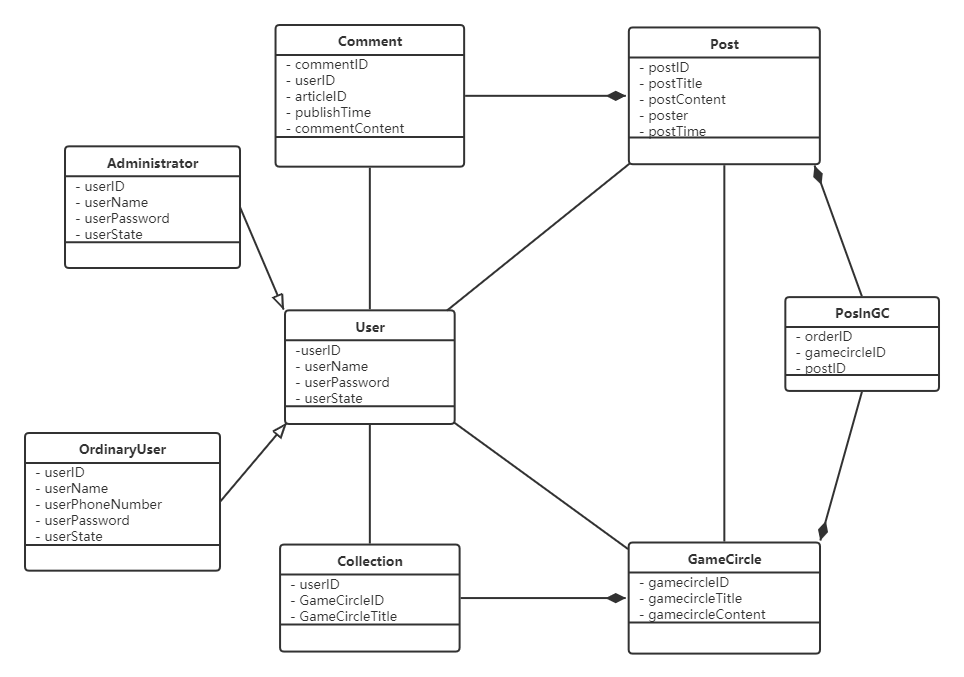 Comment
- commentID
- userID
- articleID
- publishTime
- commentContent
Post
- postID
- postTitle
- postContent
- poster
- postTime
Administrator
- userID
- userName
- userPassword
- userState
User
-userID
- userName
- userPassword
- userState
PosInGC
- orderID
- gamecircleID
- postID
OrdinaryUser
- userID
- userName
- userPhoneNumber
- userPassword
- userState
Collection
- userID
- GameCircleID
- GameCircleTitle
GameCircle
- gamecircleID
- gamecircleTitle
- gamecircleContent